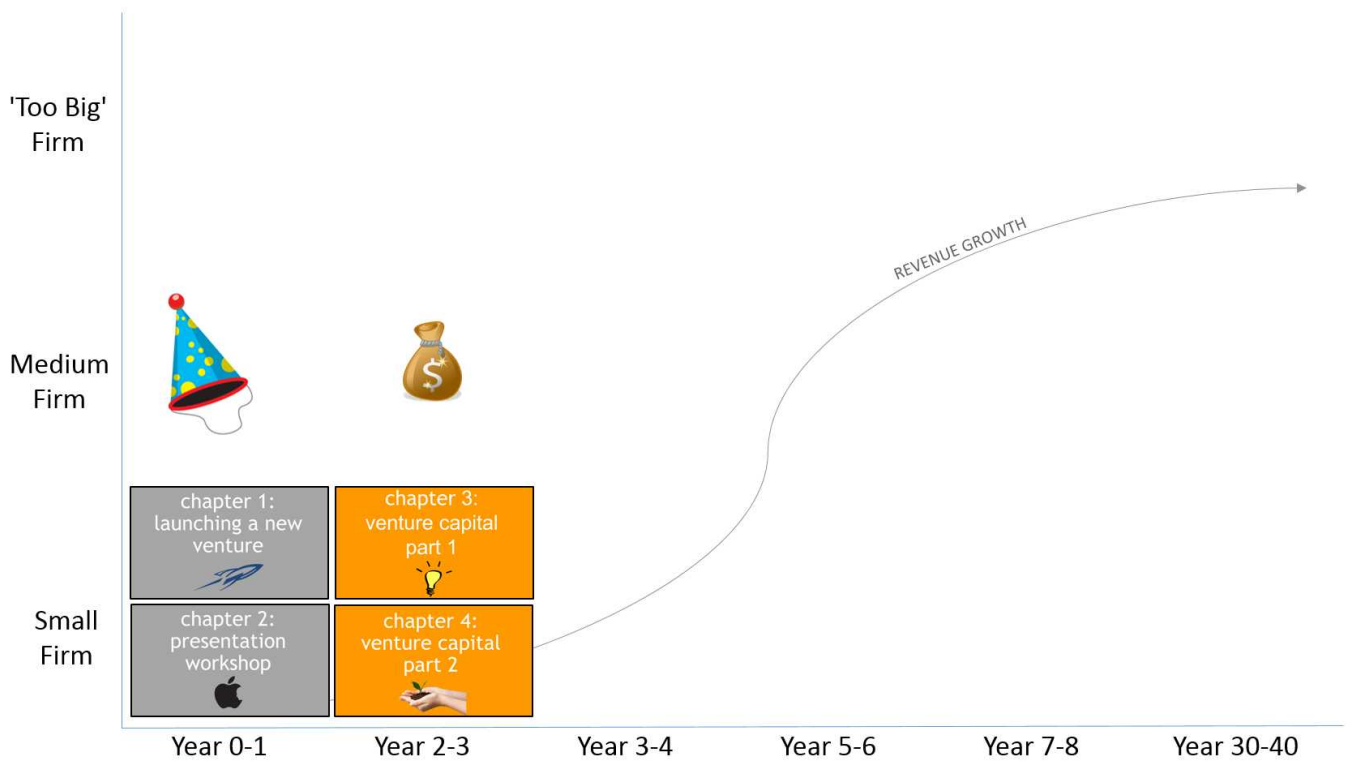 'Too Big'
Firm
REVENUE GROWTH
Medium
Firm
$
chapter 1:
launching a new
venture
chapter 3:
venture capital
part 1
Small
Firm
chapter 2:
presentation
workshop
chapter 4:
venture capital
part 2
Year 0-1
Year 2-3
Year 3-4
Year 5-6
Year 7-8
Year 30-40